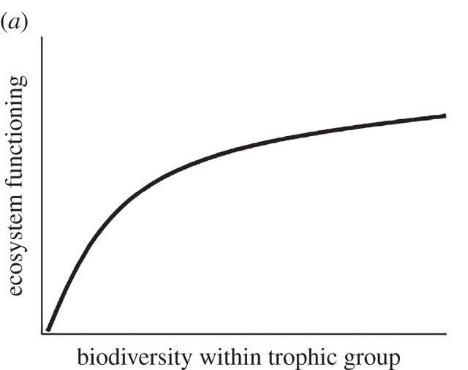 (a)
ecosystem functioning
biodiversity within trophic group